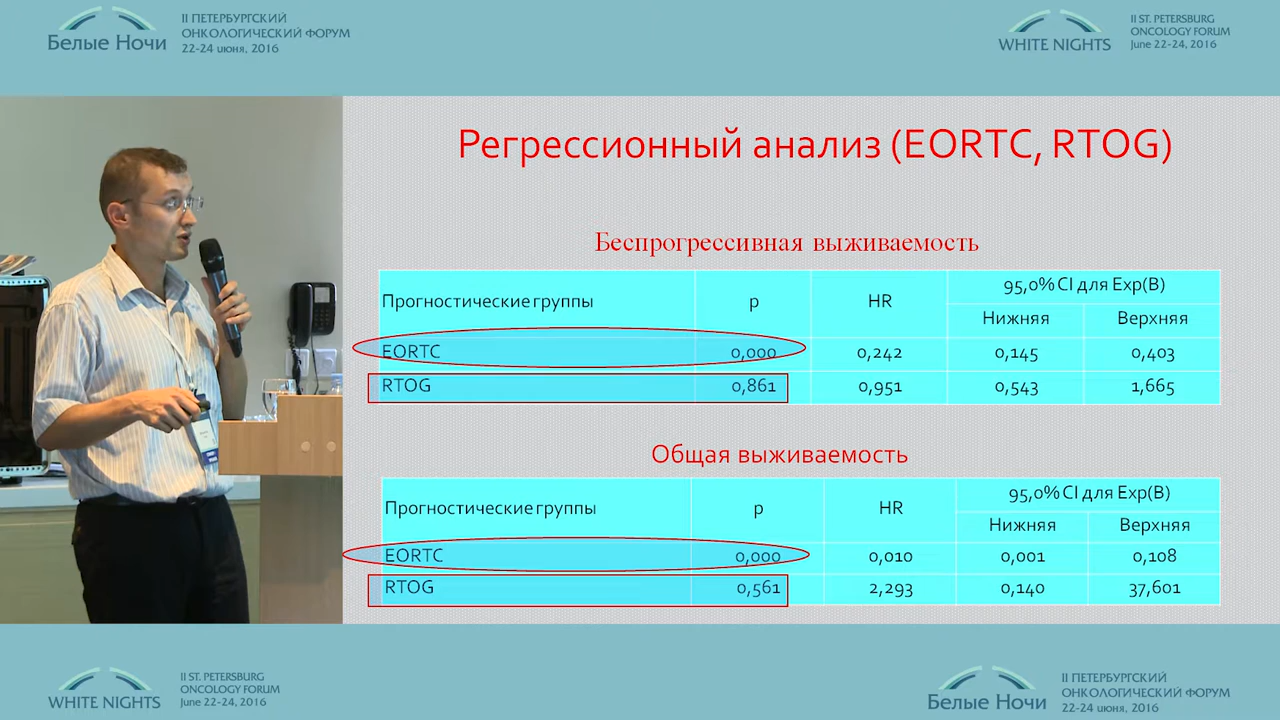 Белые Ночи
II ПЕТЕРБУРГСКИЙ
ОНКОЛОГИЧЕСКИЙ ФОРУМ
22-24 июня, 2016
WHITE NIGHTS
II ST. PETERSBURG
ONCOLOGY FORUM
June 22-24, 2016
Регрессионный анализ (EORTC, RTOG)
Беспрогрессивная выживаемость
Прогностические группы p HR 95,0% CI для Exp(B)
Нижняя Верхняя
EORTC 0,000 0,242 0,145 0,403
RTOG 0,861 0,951 0,543 1,665
Общая выживаемость
Прогностические группы p HR 95,0% CI для Exp(B)
Нижняя Верхняя
EORTC 0,000 0,010 0,001 0,108
RTOG 0,561 2,293 0,140 37,601
WHITE NIGHTS
II ST. PETERSBURG
ONCOLOGY FORUM
June 22-24, 2016
Белые Ночи
II ПЕТЕРБУРГСКИЙ
ОНКОЛОГИЧЕСКИЙ ФОРУМ
22-24 июня, 2016